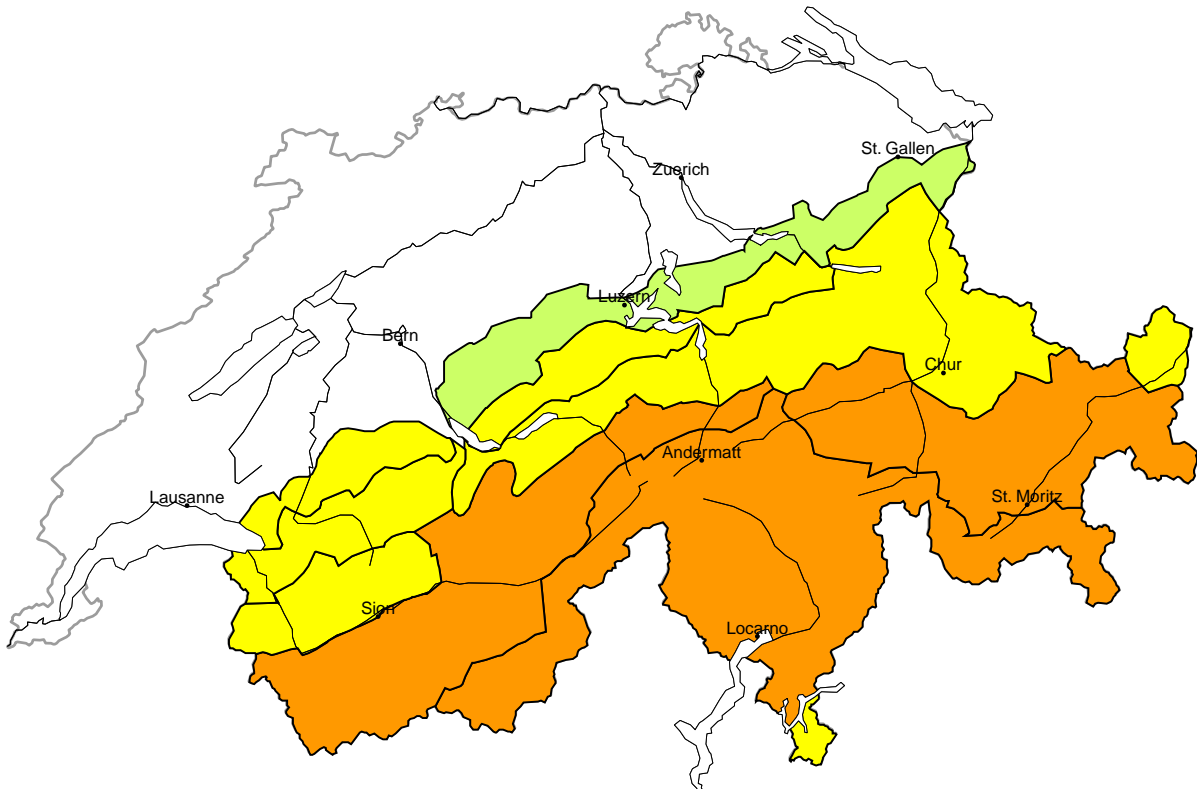 St. Gallen
Zuerich
Luzern
Bern
Chur
Andermatt
Lausanne
St. Moritz
Sion
Locarno